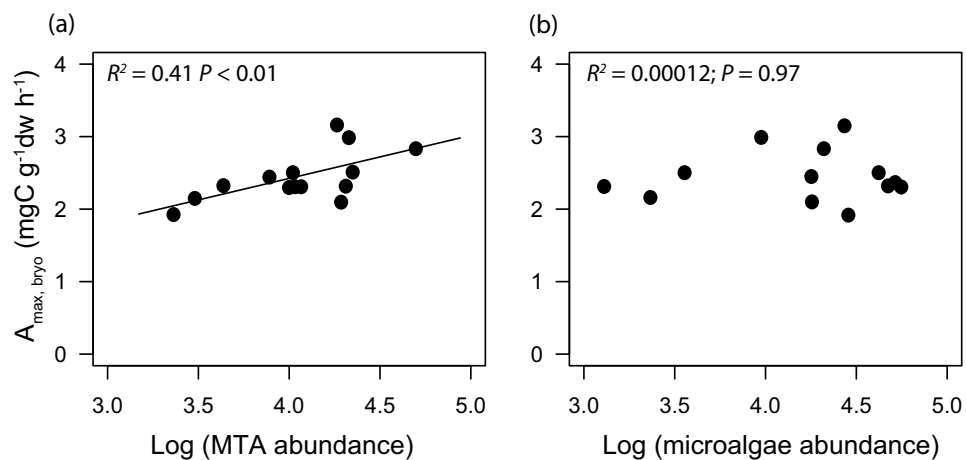 (a)
R² = 0.41 P < 0.01
4
3
2
1
0
A max, bryo (mgC g⁻¹dw h⁻¹)
3.0 3.5 4.0 4.5 5.0
Log (MTA abundance)
(b)
R² = 0.00012; P = 0.97
4
3
2
1
0
3.0 3.5 4.0 4.5 5.0
Log (microalgae abundance)